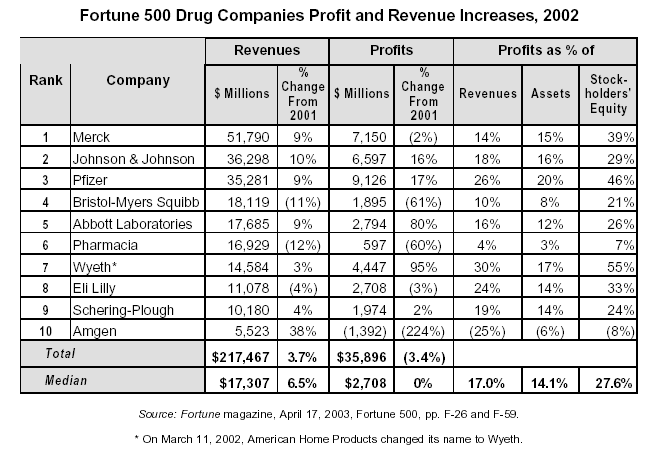 Fortune 500 Drug Companies Profit and Revenue Increases, 2002
Revenues Profits Profits as % of
Rank Company $ Millions % Change From 2001 $ Millions % Change From 2001 Revenues Assets Stock-holders' Equity
1 Merck 51,790 9% 7,150 (2%) 14% 15% 39%
2 Johnson & Johnson 36,298 10% 6,597 16% 18% 16% 29%
3 Pfizer 35,281 9% 9,126 17% 26% 20% 46%
4 Bristol-Myers Squibb 18,119 (11%) 1,895 (61%) 10% 8% 21%
5 Abbott Laboratories 17,685 9% 2,794 80% 16% 12% 26%
6 Pharmacia 16,929 (12%) 597 (60%) 4% 3% 7%
7 Wyeth* 14,584 3% 4,447 95% 30% 17% 55%
8 Eli Lilly 11,078 (4%) 2,708 (3%) 24% 14% 33%
9 Schering-Plough 10,180 4% 1,974 2% 19% 14% 24%
10 Amgen 5,523 38% (1,392) (224%) (25%) (6%) (8%)
Total $217,467 3.7% $35,896 (3.4%)
Median $17,307 6.5% $2,708 0% 17.0% 14.1% 27.6%
Source: Fortune magazine, April 17, 2003, Fortune 500, pp. F-26 and F-59.
* On March 11, 2002, American Home Products changed its name to Wyeth.